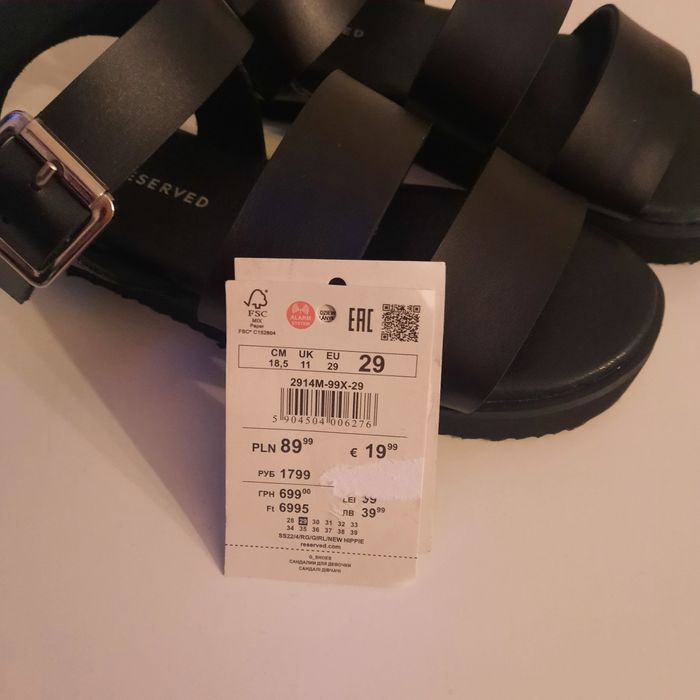 RESERVED
ESERVED
FSC
MIX
Paper
FSC® C152804
ALARM
SYSTEM
EAC
CM UK EU
18,5 11 29
29
2914M-99X-29
5 904504 006276
PLN 89⁹⁹ € 19⁹⁹
РУБ 1799
ГРН 699⁰⁰
Ft 6995 ЛВ 39⁹⁹
28 29 30 31 32 33
34 35 36 37 38 39
SS22/4/RG/GIRL/NEW HIPPIE
reserved.com
G_SHOES
САНДАЛИИ ДЛЯ ДЕВОЧКИ
САНДАЛІ ДІВЧАЧІ